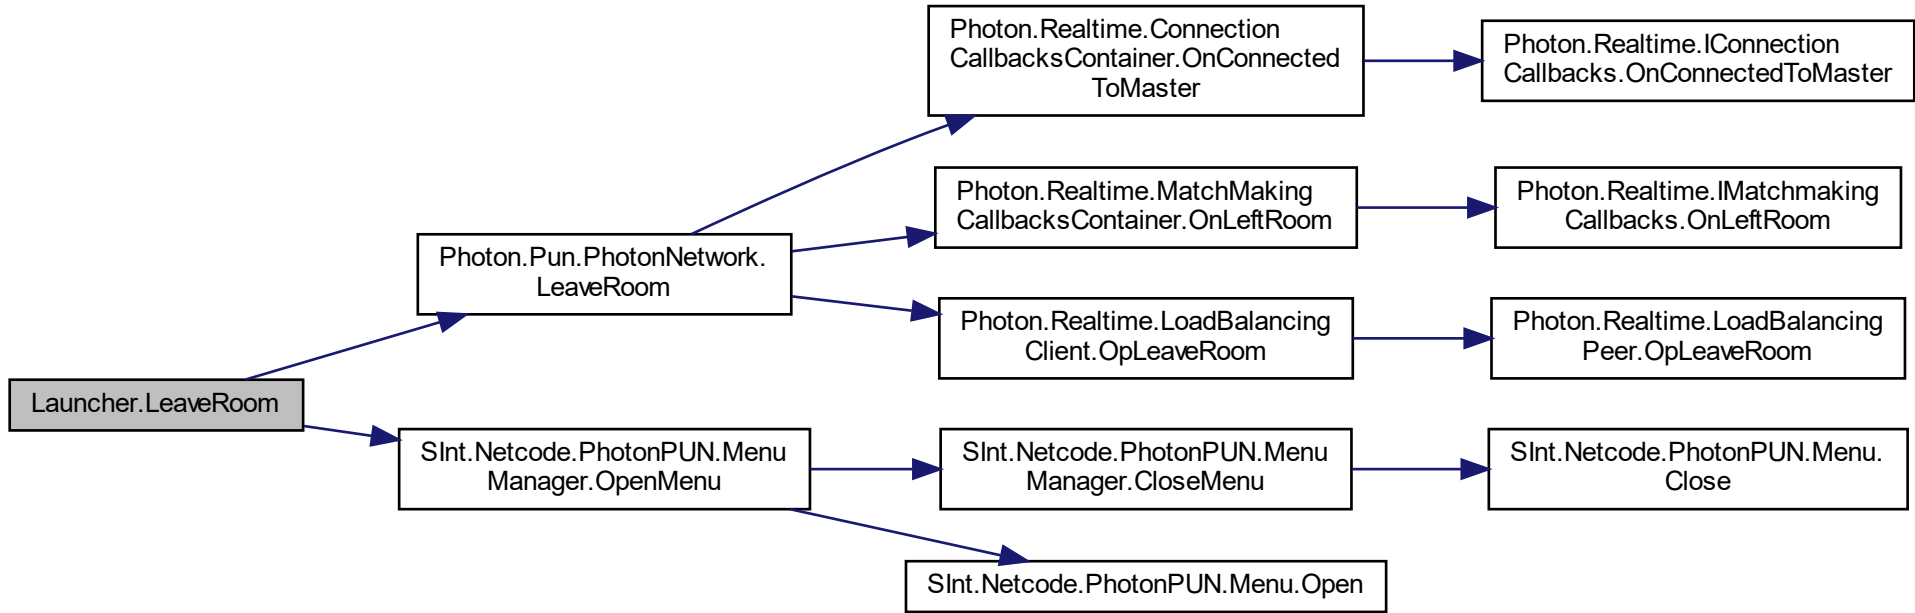 Photon.Realtime.Connection
CallbacksContainer.OnConnected
ToMaster
Photon.Realtime.IConnection
Callbacks.OnConnectedToMaster
Photon.Realtime.MatchMaking
CallbacksContainer.OnLeftRoom
Photon.Realtime.IMatchmaking
Callbacks.OnLeftRoom
Photon.Pun.PhotonNetwork.
LeaveRoom
Photon.Realtime.LoadBalancing
Client.OpLeaveRoom
Photon.Realtime.LoadBalancing
Peer.OpLeaveRoom
Launcher.LeaveRoom
SInt.Netcode.PhotonPUN.Menu
Manager.OpenMenu
SInt.Netcode.PhotonPUN.Menu
Manager.CloseMenu
SInt.Netcode.PhotonPUN.Menu.
Close
SInt.Netcode.PhotonPUN.Menu.Open